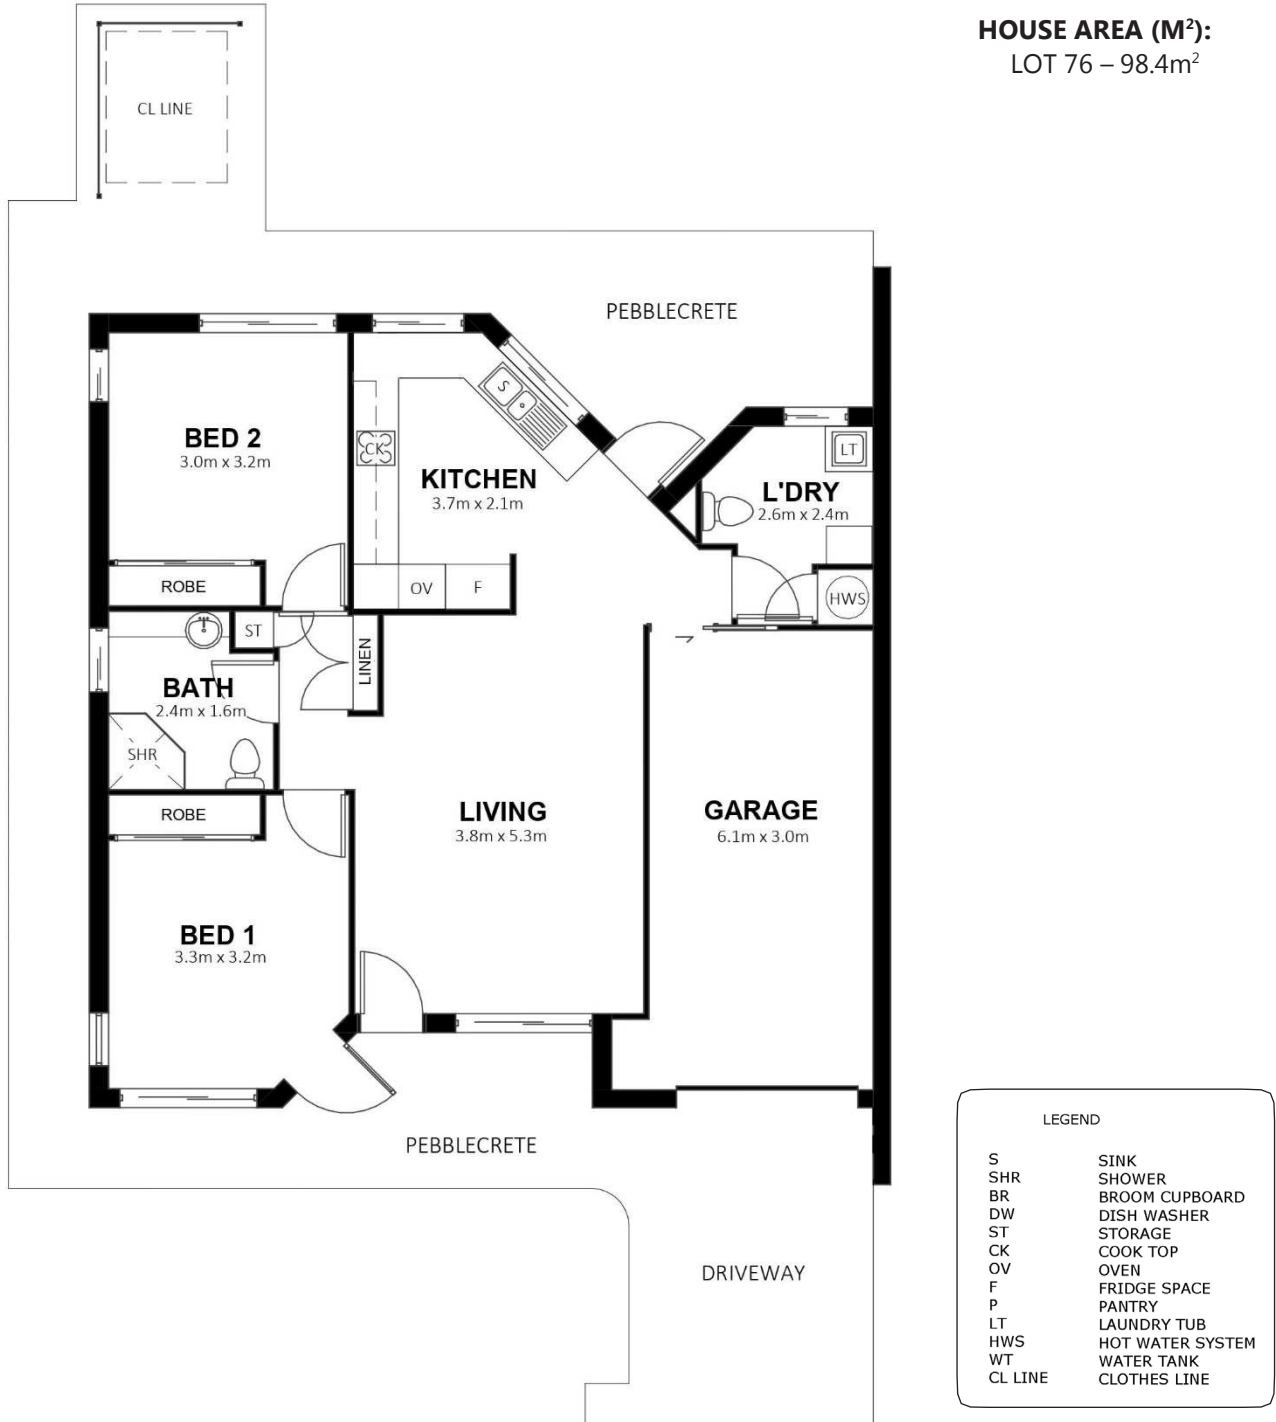 HOUSE AREA (M²):
LOT 76 – 98.4m²
CL LINE
PEBBLECRETE
BED 2
3.0m x 3.2m
S
CK
KITCHEN
3.7m x 2.1m
LT
L'DRY
2.6m x 2.4m
ROBE
OV
F
HWS
ST
LINEN
BATH
2.4m x 1.6m
SHR
ROBE
LIVING
3.8m x 5.3m
GARAGE
6.1m x 3.0m
BED 1
3.3m x 3.2m
PEBBLECRETE
DRIVEWAY
LEGEND
S SINK
SHR SHOWER
BR BROOM CUPBOARD
DW DISH WASHER
ST STORAGE
CK COOK TOP
OV OVEN
F FRIDGE SPACE
P PANTRY
LT LAUNDRY TUB
HWS HOT WATER SYSTEM
WT WATER TANK
CL LINE CLOTHES LINE